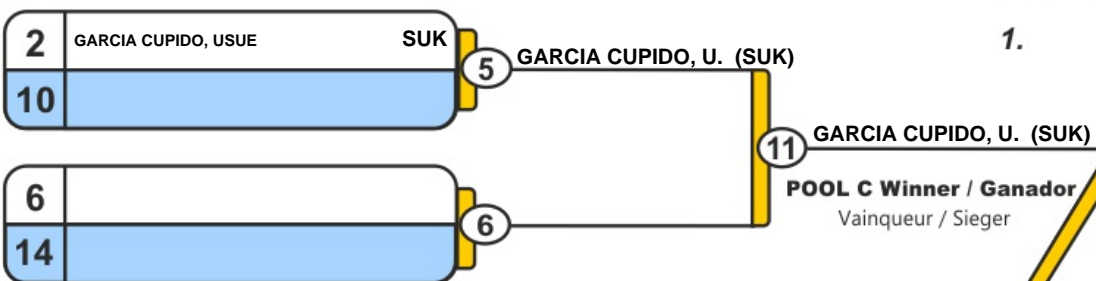 2 GARCIA CUPIDO, USUE SUK
10
5
GARCIA CUPIDO, U. (SUK)
1.
11
GARCIA CUPIDO, U. (SUK)
POOL C Winner / Ganador
Vainqueur / Sieger
6
14
6